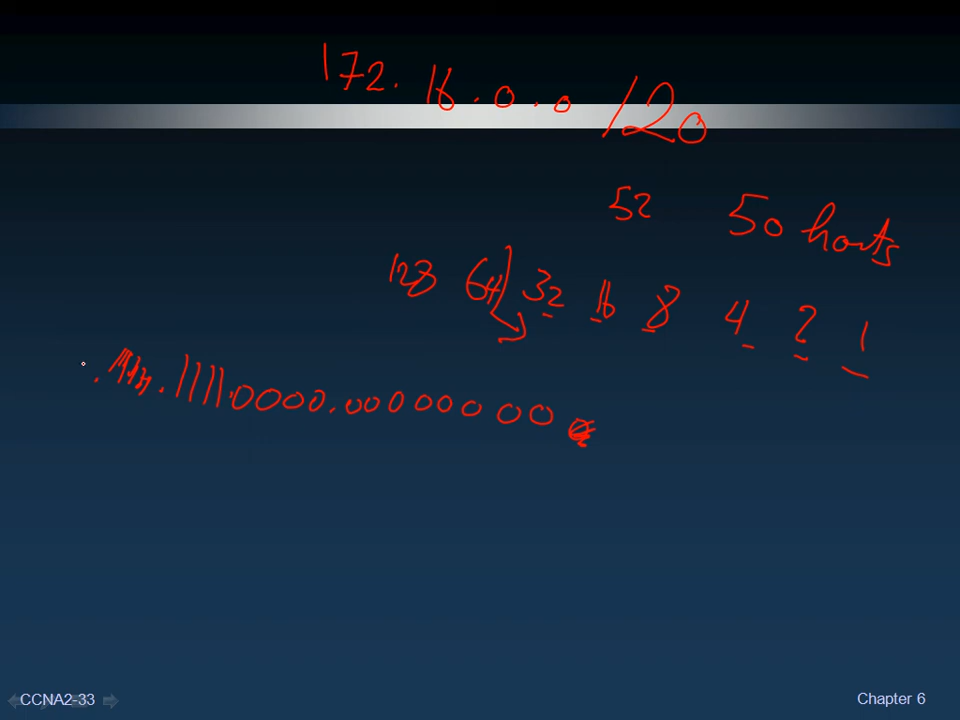 172.16.0.0 /20
52 50 hosts
128 64 32 16 8 4 2 1
. 1111.0000.00000000
CCNA2-33
Chapter 6